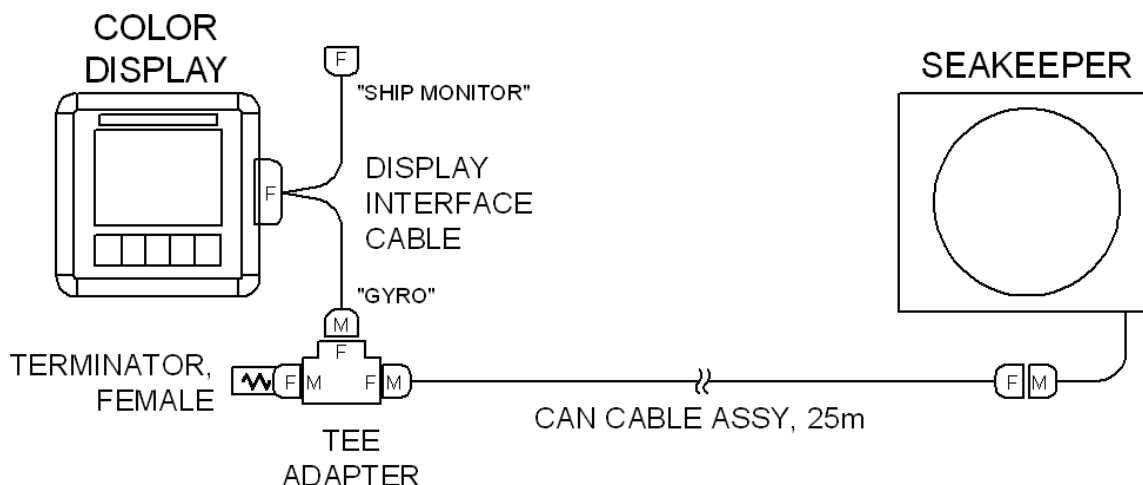 COLOR
DISPLAY
F
"SHIP MONITOR"
SEAKEEPER
F
DISPLAY
INTERFACE
CABLE
"GYRO"
M
F
TERMINATOR,
FEMALE
F M
F M
F M
CAN CABLE ASSY, 25m
TEE
ADAPTER